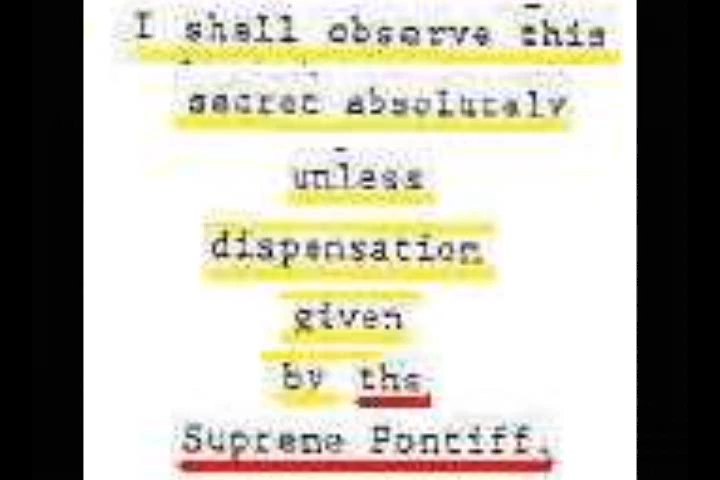 I shall observe this
secret absolutely
unless
dispensation
given
by the
Supreme Pontiff.